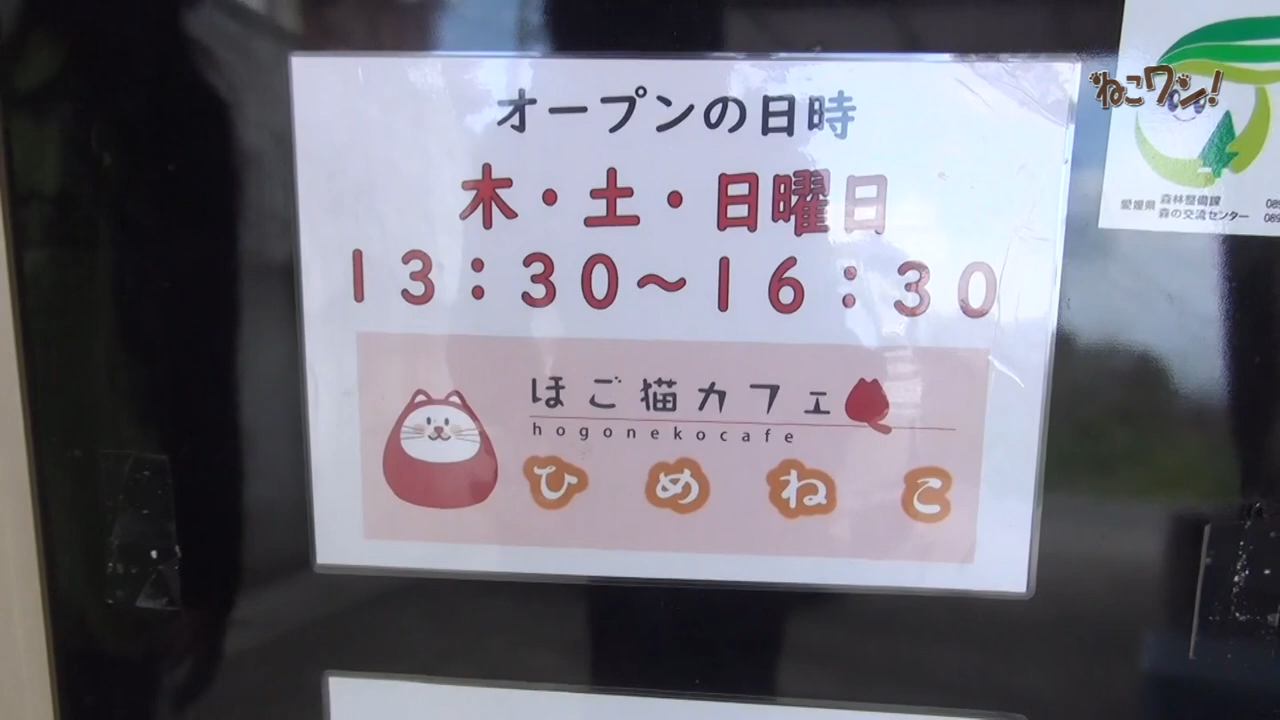 オープンの日時
木・土・日曜日
13:30～16:30
ほご猫カフェ
hogonekocafe
ひめねこ
ねこワン!
愛媛県 森林整備課
森の交流センター